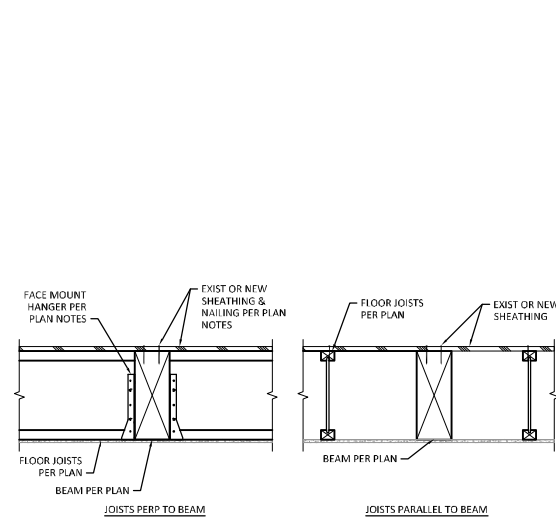 FACE MOUNT
HANGER PER
PLAN NOTES
EXIST OR NEW
SHEATHING &
NAILING PER PLAN
NOTES
FLOOR JOISTS
PER PLAN
BEAM PER PLAN
JOISTS PERP TO BEAM
FLOOR JOISTS
PER PLAN
EXIST OR NEW
SHEATHING
BEAM PER PLAN
JOISTS PARALLEL TO BEAM